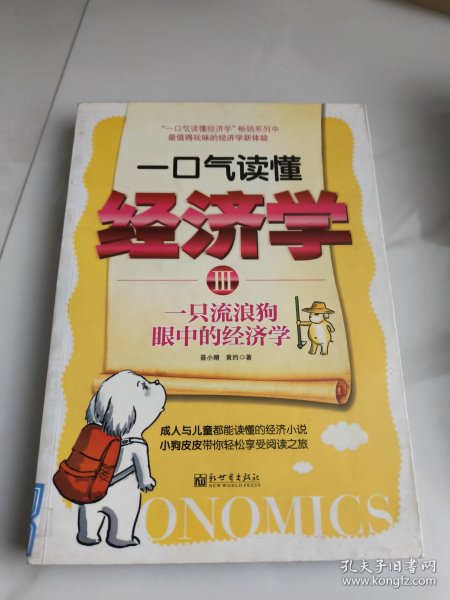 “一口气读懂经济学”畅销系列中
最值得玩味的经济学新体验
一口气读懂
经济学
III
一只流浪狗
眼中的经济学
聂小晴 黄灼◎著
成人与儿童都能读懂的经济小说
小狗皮皮带你轻松享受阅读之旅
新世界出版社
NEW WORLD PRESS
ONOMICS
孔夫子旧书网
www.kongfz.com